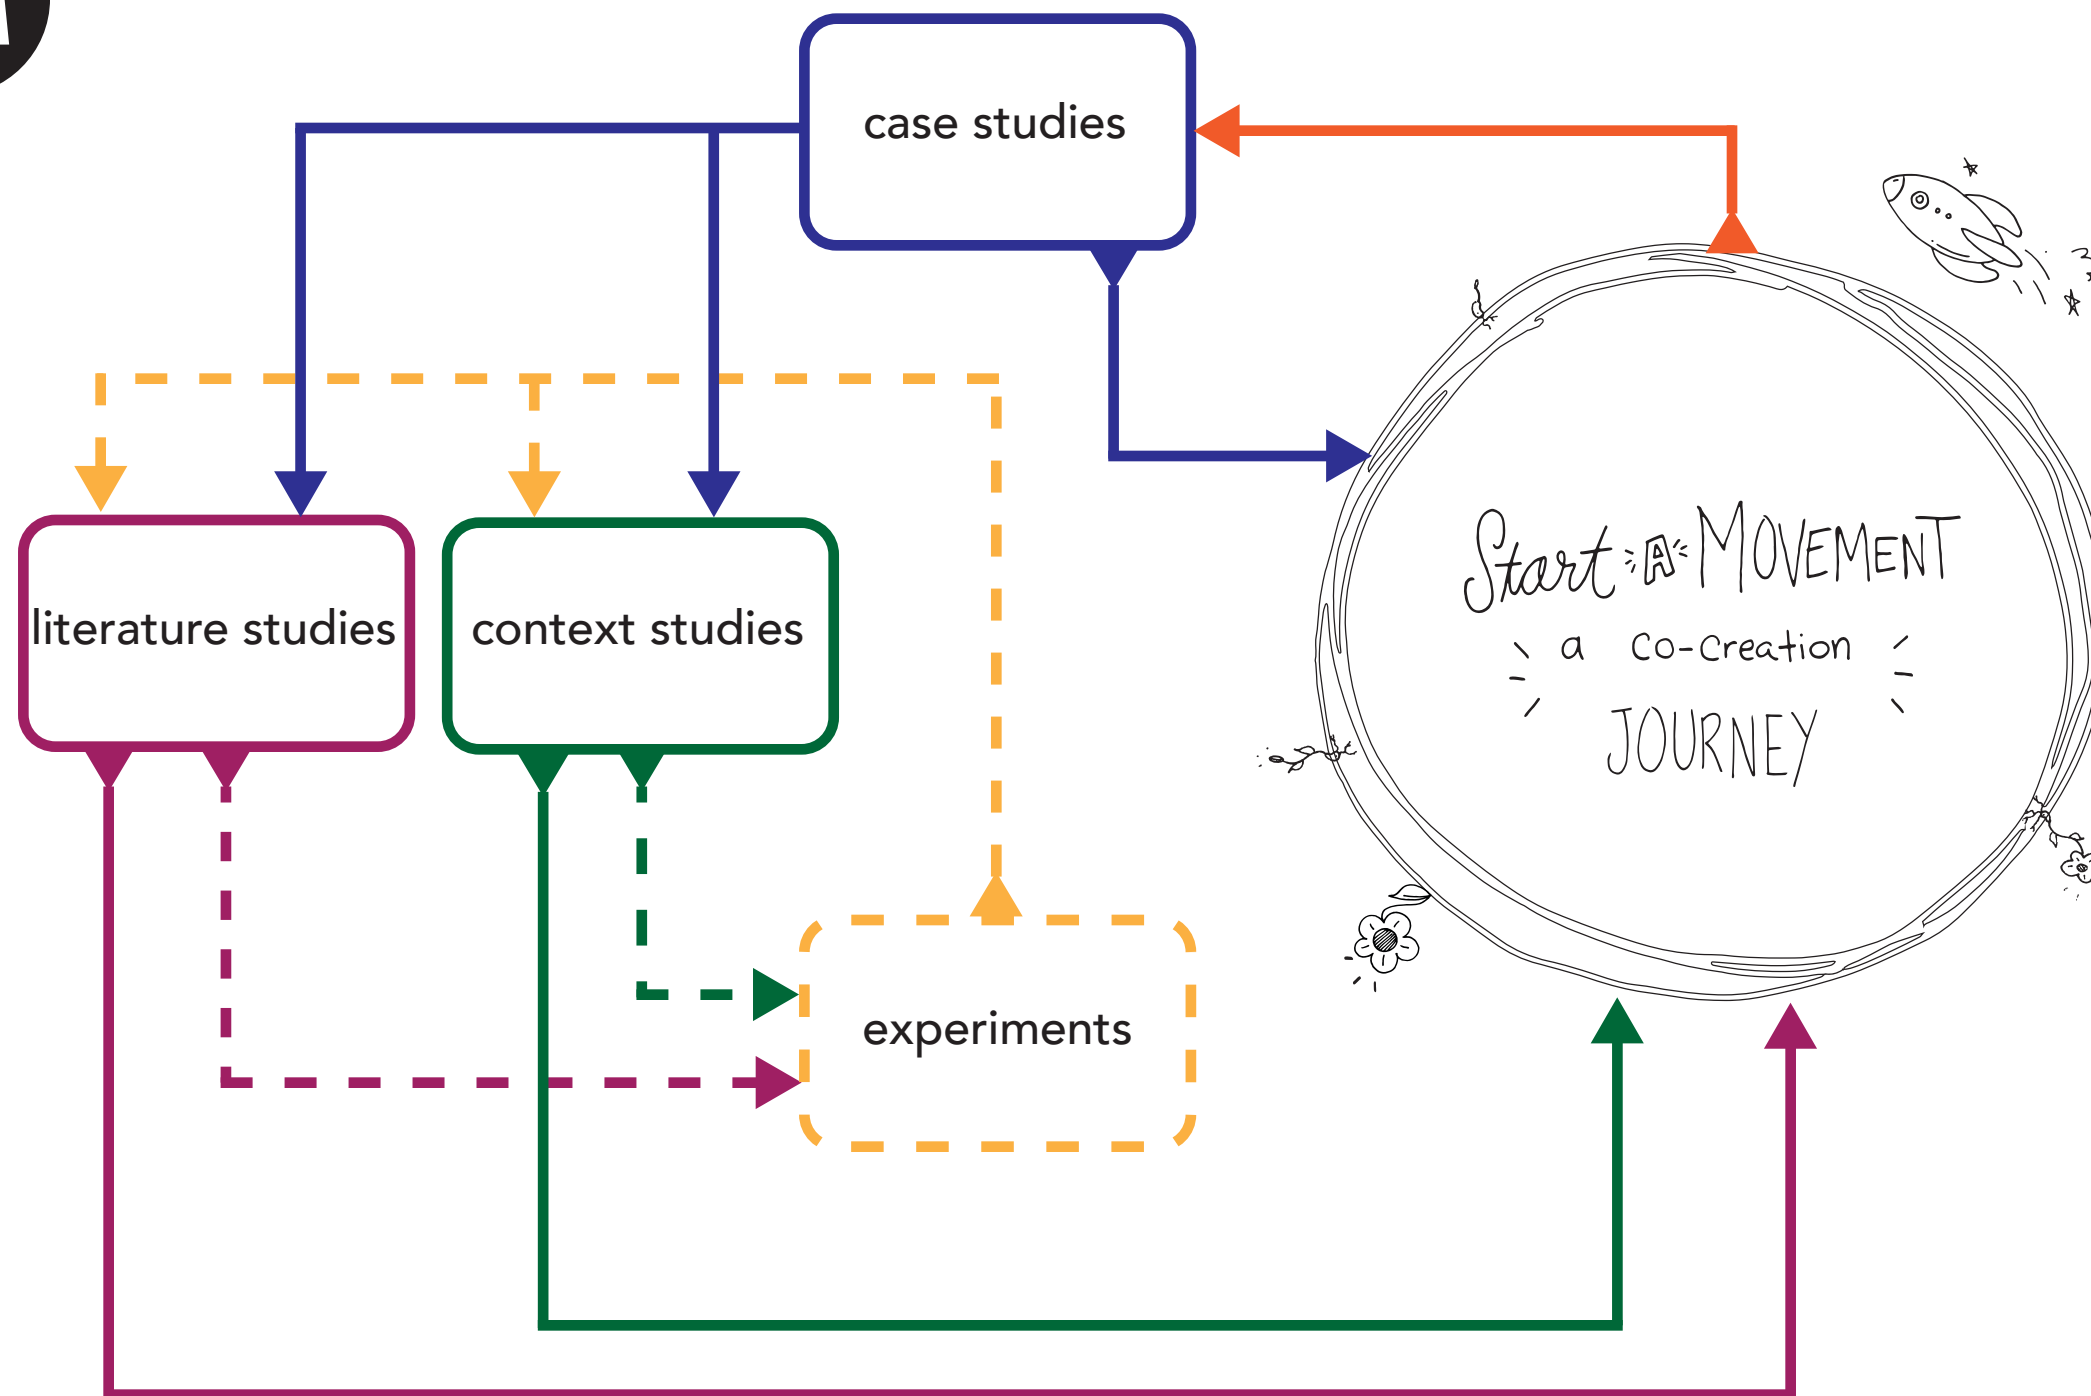 case studies
literature studies
context studies
experiments
Start A MOVEMENT
a co-creation
JOURNEY